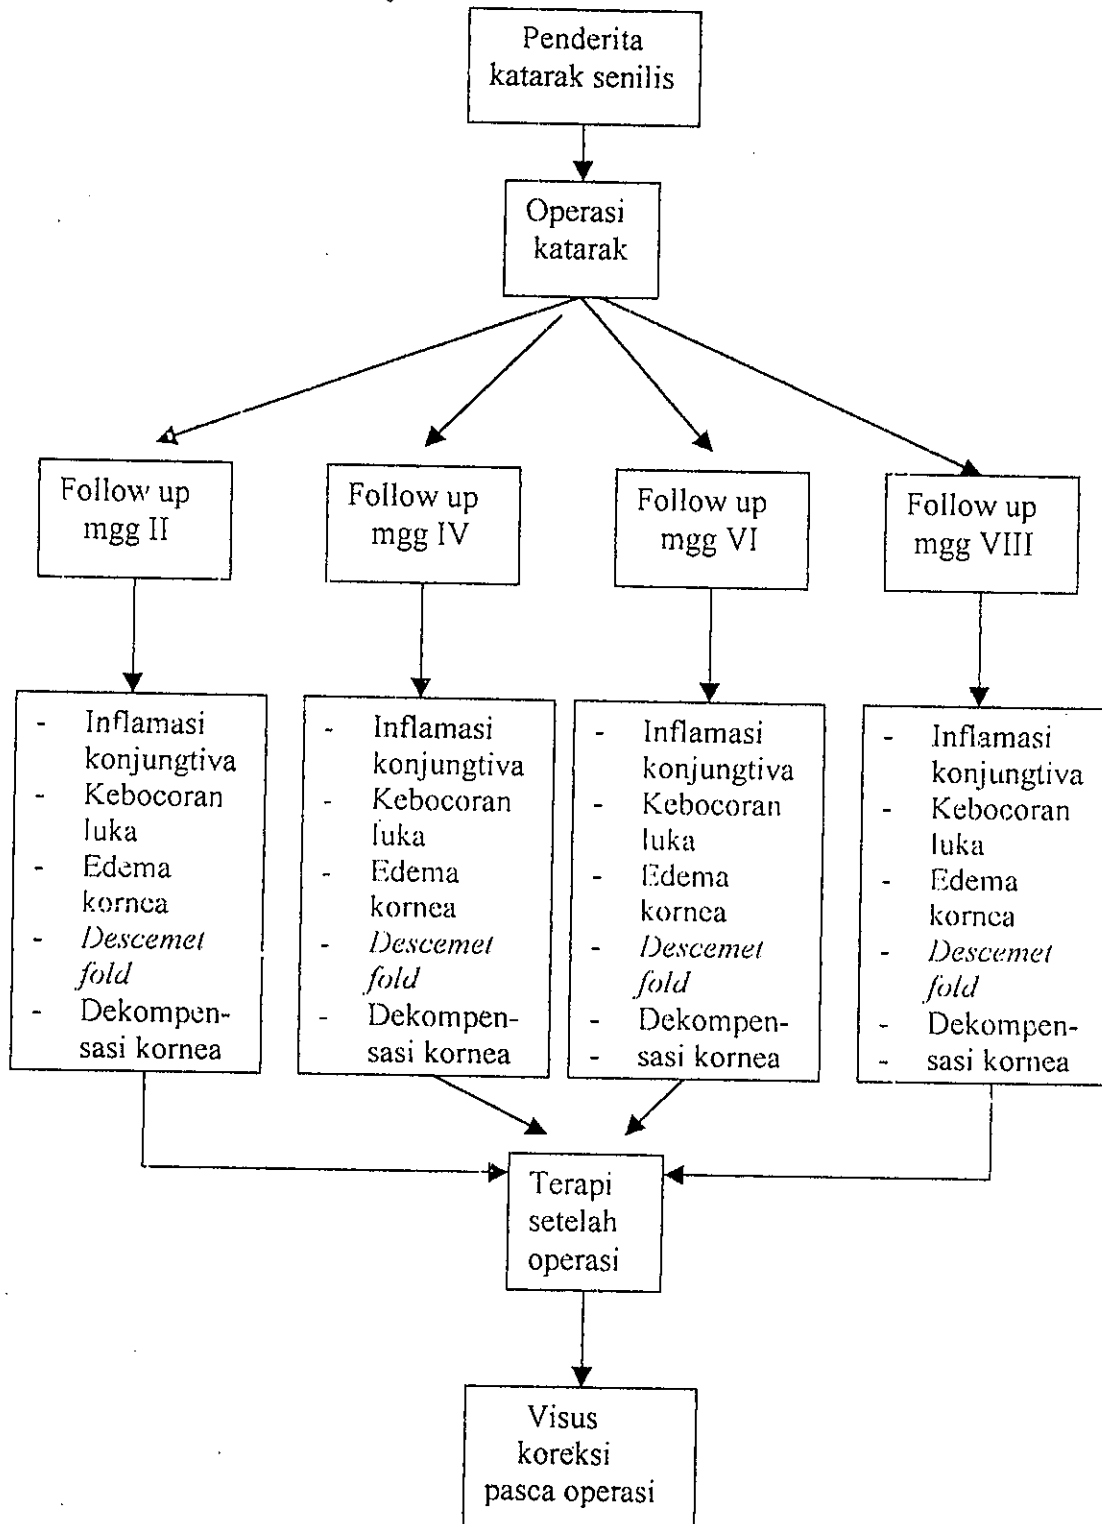 Penderita
katarak senilis
Operasi
katarak
Follow up
mgg II
Follow up
mgg IV
Follow up
mgg VI
Follow up
mgg VIII
- Inflamasi
konjungtiva
- Kebocoran
luka
- Edema
kornea
- Descemet
fold
- Dekompen-
sasi kornea
- Inflamasi
konjungtiva
- Kebocoran
luka
- Edema
kornea
- Descemet
fold
- Dekompen-
sasi kornea
- Inflamasi
konjungtiva
- Kebocoran
luka
- Edema
kornea
- Descemet
fold
- Dekompen-
- sasi kornea
- Inflamasi
konjungtiva
- Kebocoran
luka
- Edema
kornea
- Descemet
fold
- Dekompen-
- sasi kornea
Terapi
setelah
operasi
Visus
koreksi
pasca operasi